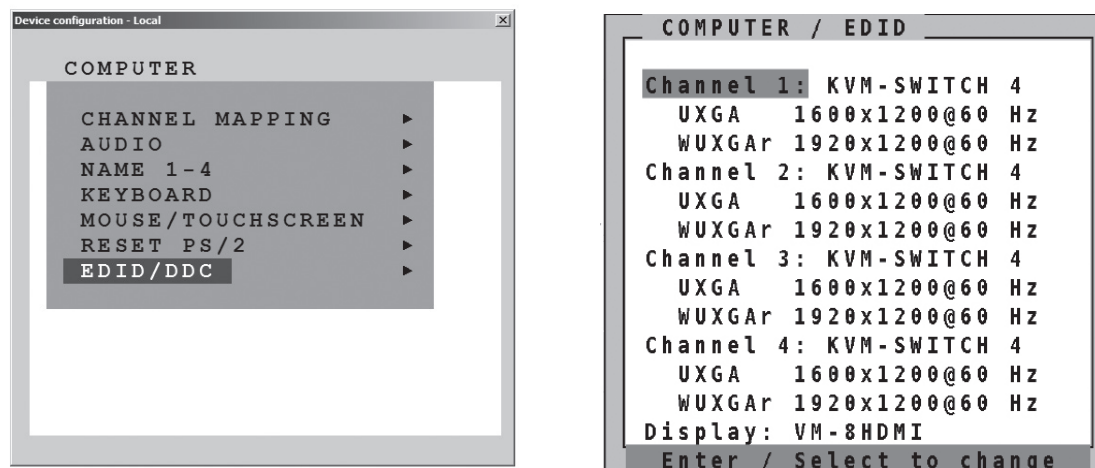 Device configuration - Local
COMPUTER
CHANNEL MAPPING
AUDIO
NAME 1-4
KEYBOARD
MOUSE/TOUCHSCREEN
RESET PS/2
EDID/DDC
COMPUTER / EDID
Channel 1: KVM-SWITCH 4
UXGA 1600x1200@60 Hz
WUXGAr 1920x1200@60 Hz
Channel 2: KVM-SWITCH 4
UXGA 1600x1200@60 Hz
WUXGAr 1920x1200@60 Hz
Channel 3: KVM-SWITCH 4
UXGA 1600x1200@60 Hz
WUXGAr 1920x1200@60 Hz
Channel 4: KVM-SWITCH 4
UXGA 1600x1200@60 Hz
WUXGAr 1920x1200@60 Hz
Display: VM-8HDMI
Enter / Select to change